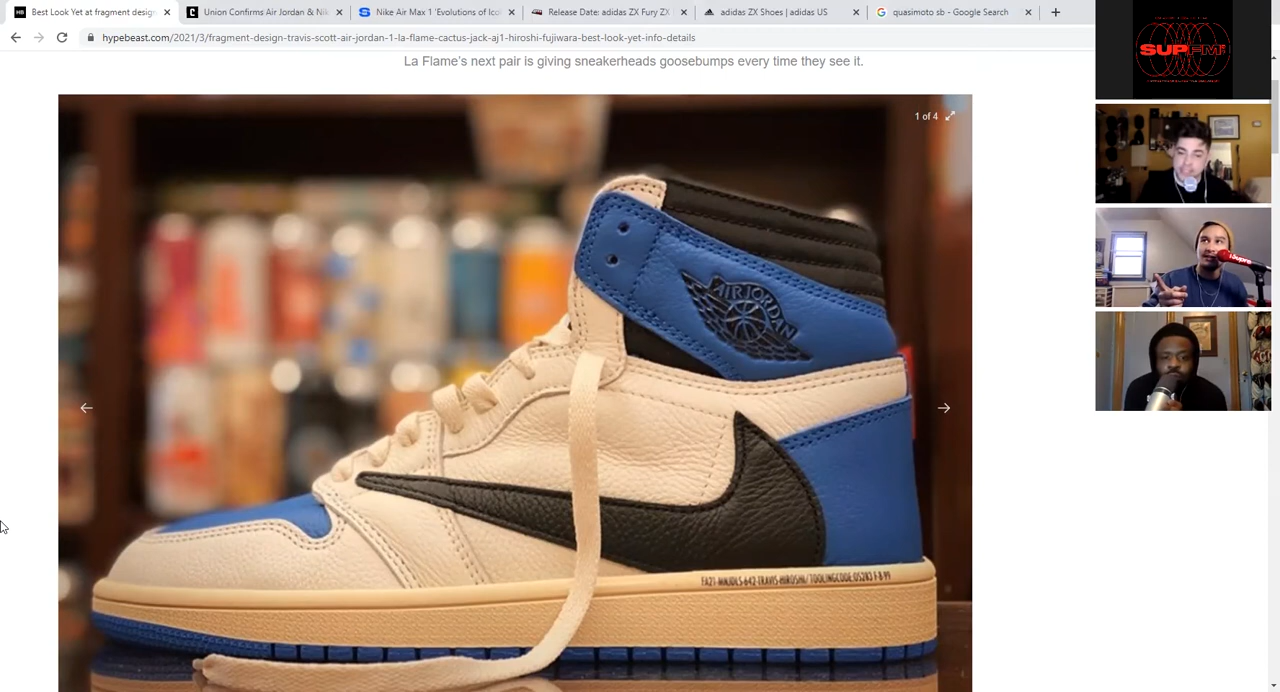 Best Look Yet at fragment desig
Union Confirms Air Jordan & Nik
Nike Air Max 1 'Evolutions of Ico
Release Date: adidas ZX Fury ZX
adidas ZX Shoes | adidas US
quasimoto sb - Google Search
hypebeast.com/2021/3/fragment-design-travis-scott-air-jordan-1-la-flame-cactus-jack-aj1-hiroshi-fujiwara-best-look-yet-info-details
La Flame's next pair is giving sneakerheads goosebumps every time they see it.
1 of 4
SUPFM
AIR JORDAN
Supra